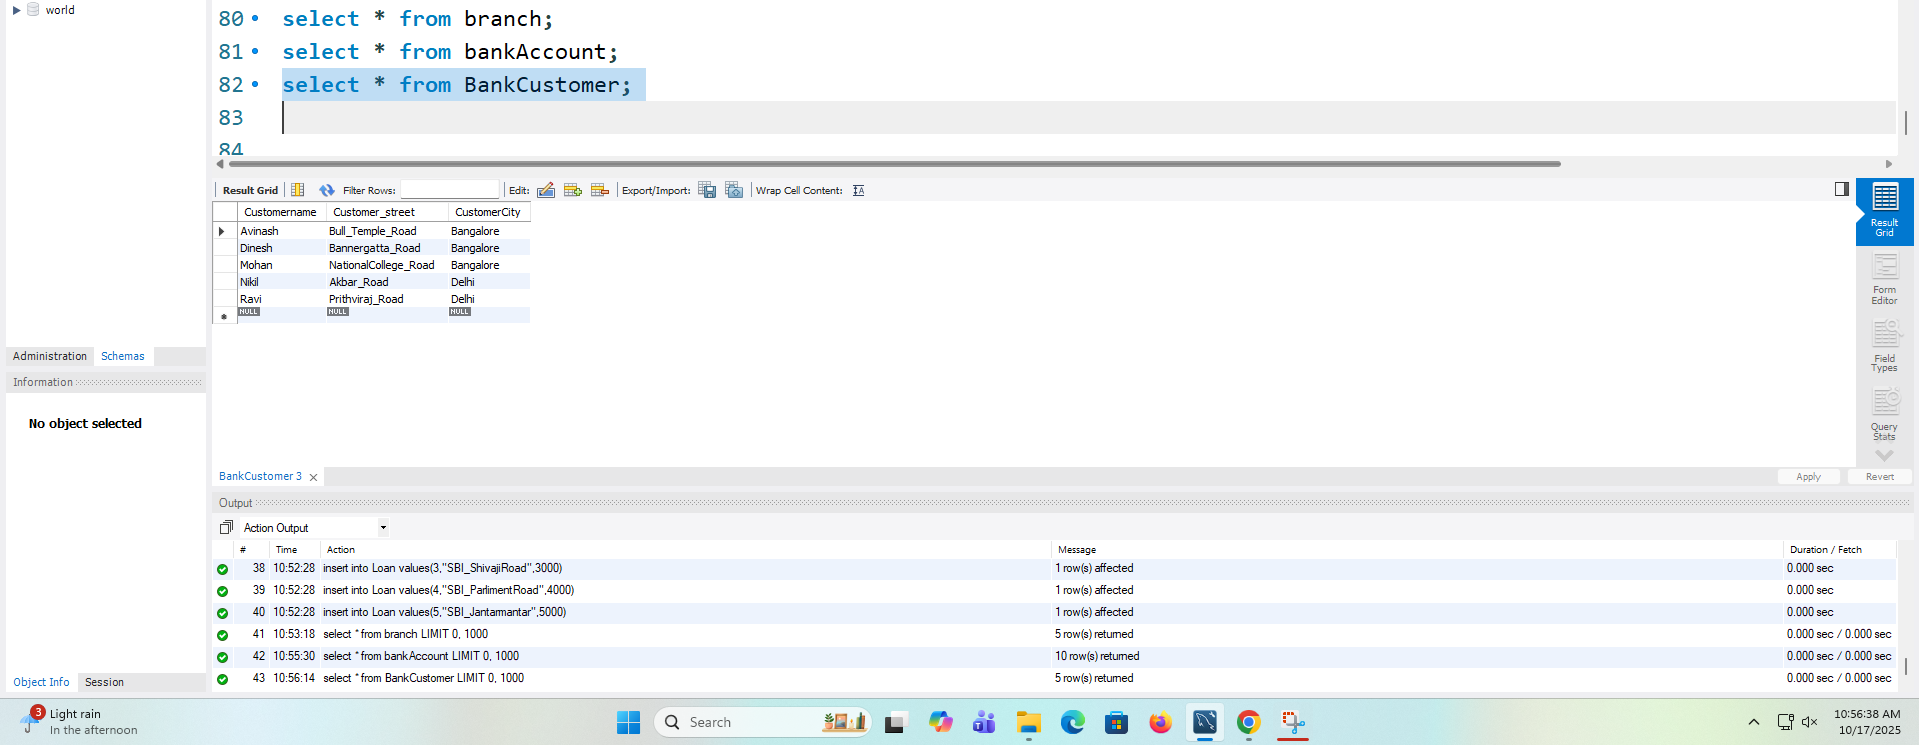 world
80 select * from branch;
81 select * from bankAccount;
82 select * from BankCustomer;
83
84
Result Grid Filter Rows: Edit: Export/Import: Wrap Cell Content: IA
Customername Customer_street CustomerCity
Avinash Bull_Temple_Road Bangalore
Dinesh Bannergatta_Road Bangalore
Mohan NationalCollege_Road Bangalore
Nikil Akbar_Road Delhi
Ravi Prithviraj_Road Delhi
NULL NULL NULL
Result
Grid
Form
Editor
Field
Types
Query
Stats
Administration Schemas
Information
No object selected
BankCustomer 3
Apply Revert
Output
Action Output
# Time Action Message Duration / Fetch
38 10:52:28 insert into Loan values(3,"SBI_ShivajiRoad",3000) 1 row(s) affected 0.000 sec
39 10:52:28 insert into Loan values(4,"SBI_ParlimentRoad",4000) 1 row(s) affected 0.000 sec
40 10:52:28 insert into Loan values(5,"SBI_Jantarmantar",5000) 1 row(s) affected 0.000 sec
41 10:53:18 select * from branch LIMIT 0, 1000 5 row(s) returned 0.000 sec / 0.000 sec
42 10:55:30 select * from bankAccount LIMIT 0, 1000 10 row(s) returned 0.000 sec / 0.000 sec
43 10:56:14 select * from BankCustomer LIMIT 0, 1000 5 row(s) returned 0.000 sec / 0.000 sec
Object Info Session
3
Light rain
In the afternoon
Search
10:56:38 AM
10/17/2025